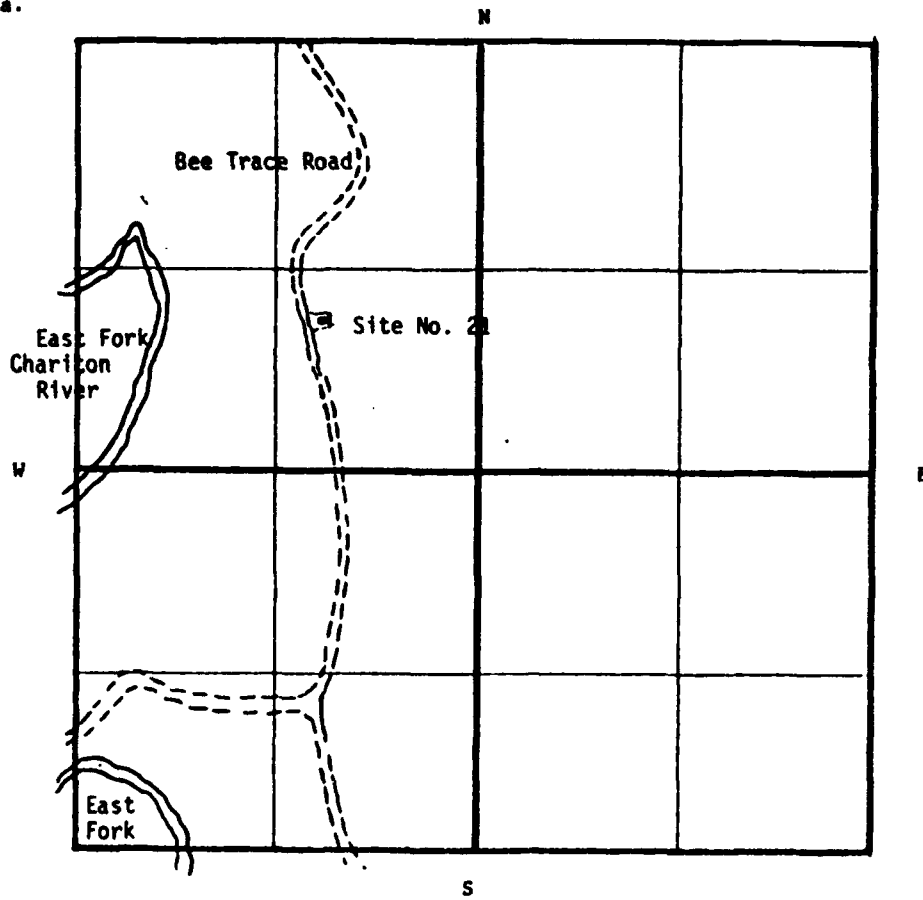 a.
N
Bee Trace Road
Site No. 21
East Fork
Chariton
River
W
E
East
Fork
S